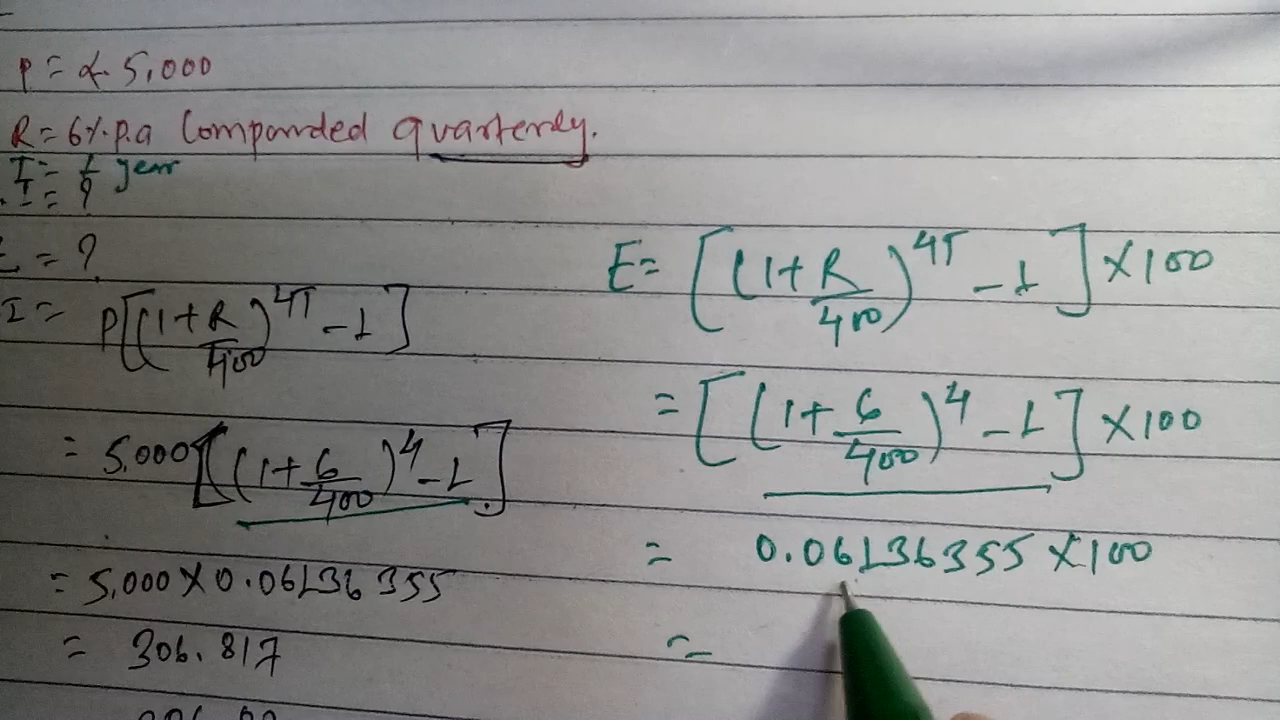 P = ₹ 5,000
R = 6%.P.a Compounded quarterly.
T = 1 year
I = ?
E = ?
I = P[(1+R/400)^4T -1]
= 5,000[(1+6/400)^4 -1]
= 5,000 X 0.06136355
= 306.817
E = [(1+R/400)^4T -1] X 100
= [(1+6/400)^4 -1] X 100
= 0.06136355 X 100
=